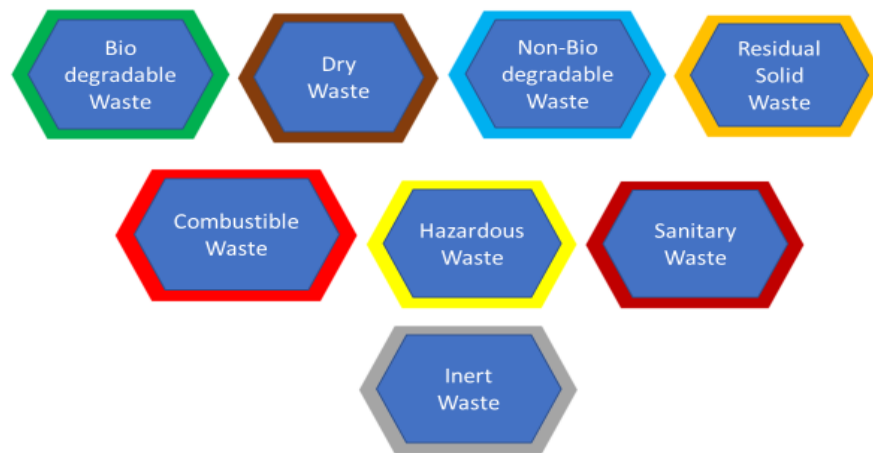 Bio
degradable
Waste
Dry
Waste
Non-Bio
degradable
Waste
Residual
Solid
Waste
Combustible
Waste
Hazardous
Waste
Sanitary
Waste
Inert
Waste